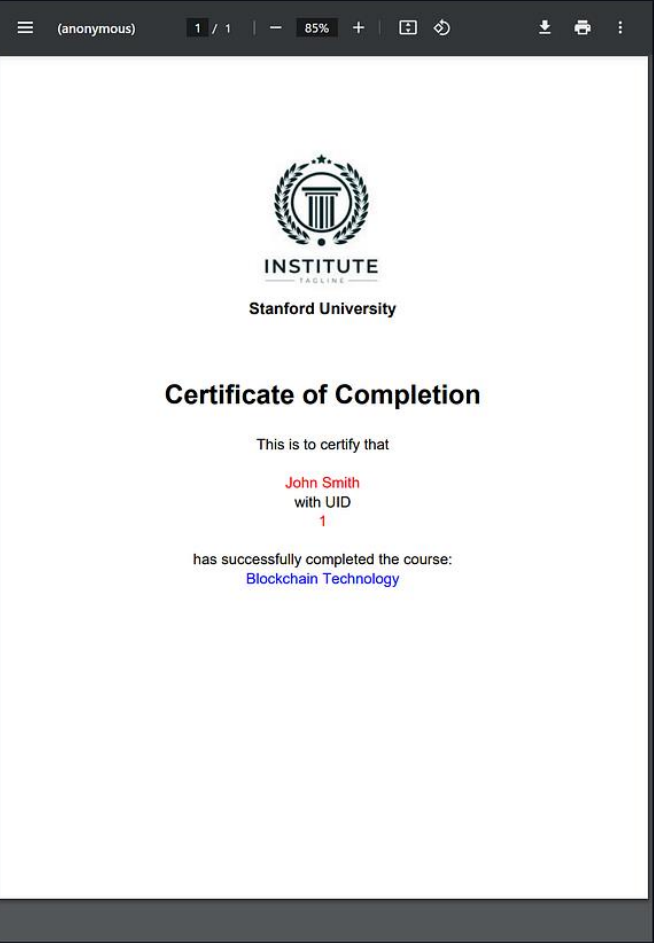 (anonymous) 1 / 1 85%
INSTITUTE
TAGLINE
Stanford University
Certificate of Completion
This is to certify that
John Smith
with UID
1
has successfully completed the course:
Blockchain Technology